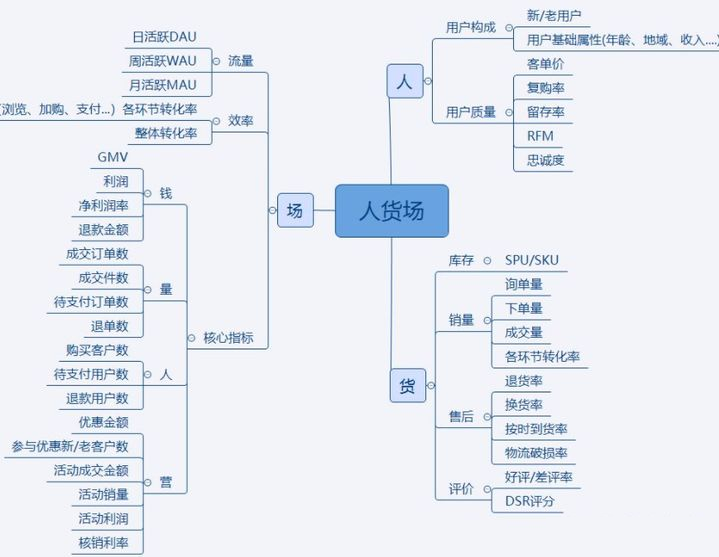 人货场
人
用户构成
新/老用户
用户基础属性(年龄、地域、收入....)
用户质量
客单价
复购率
留存率
RFM
忠诚度
货
库存
SPU/SKU
销量
询单量
下单量
成交量
各环节转化率
售后
退货率
换货率
按时到货率
物流破损率
评价
好评/差评率
DSR评分
场
流量
日活跃DAU
周活跃WAU
月活跃MAU
效率
(浏览、加购、支付...) 各环节转化率
整体转化率
核心指标
钱
GMV
利润
净利润率
退款金额
量
成交订单数
成交件数
待支付订单数
退单数
人
购买客户数
待支付用户数
退款用户数
营
优惠金额
参与优惠新/老客户数
活动成交金额
活动销量
活动利润
核销利率